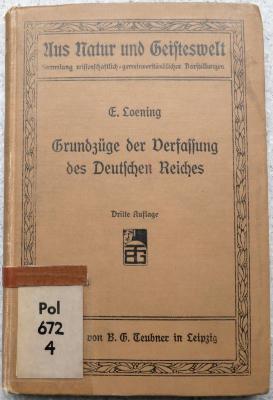 Aus Natur und Geisteswelt
Sammlung wissenschaftlich-gemeinverständlicher Darstellungen
E. Loening
Grundzüge der Verfassung
des Deutschen Reiches
Dritte Auflage
Pol
672
4
von B. G. Teubner in Leipzig